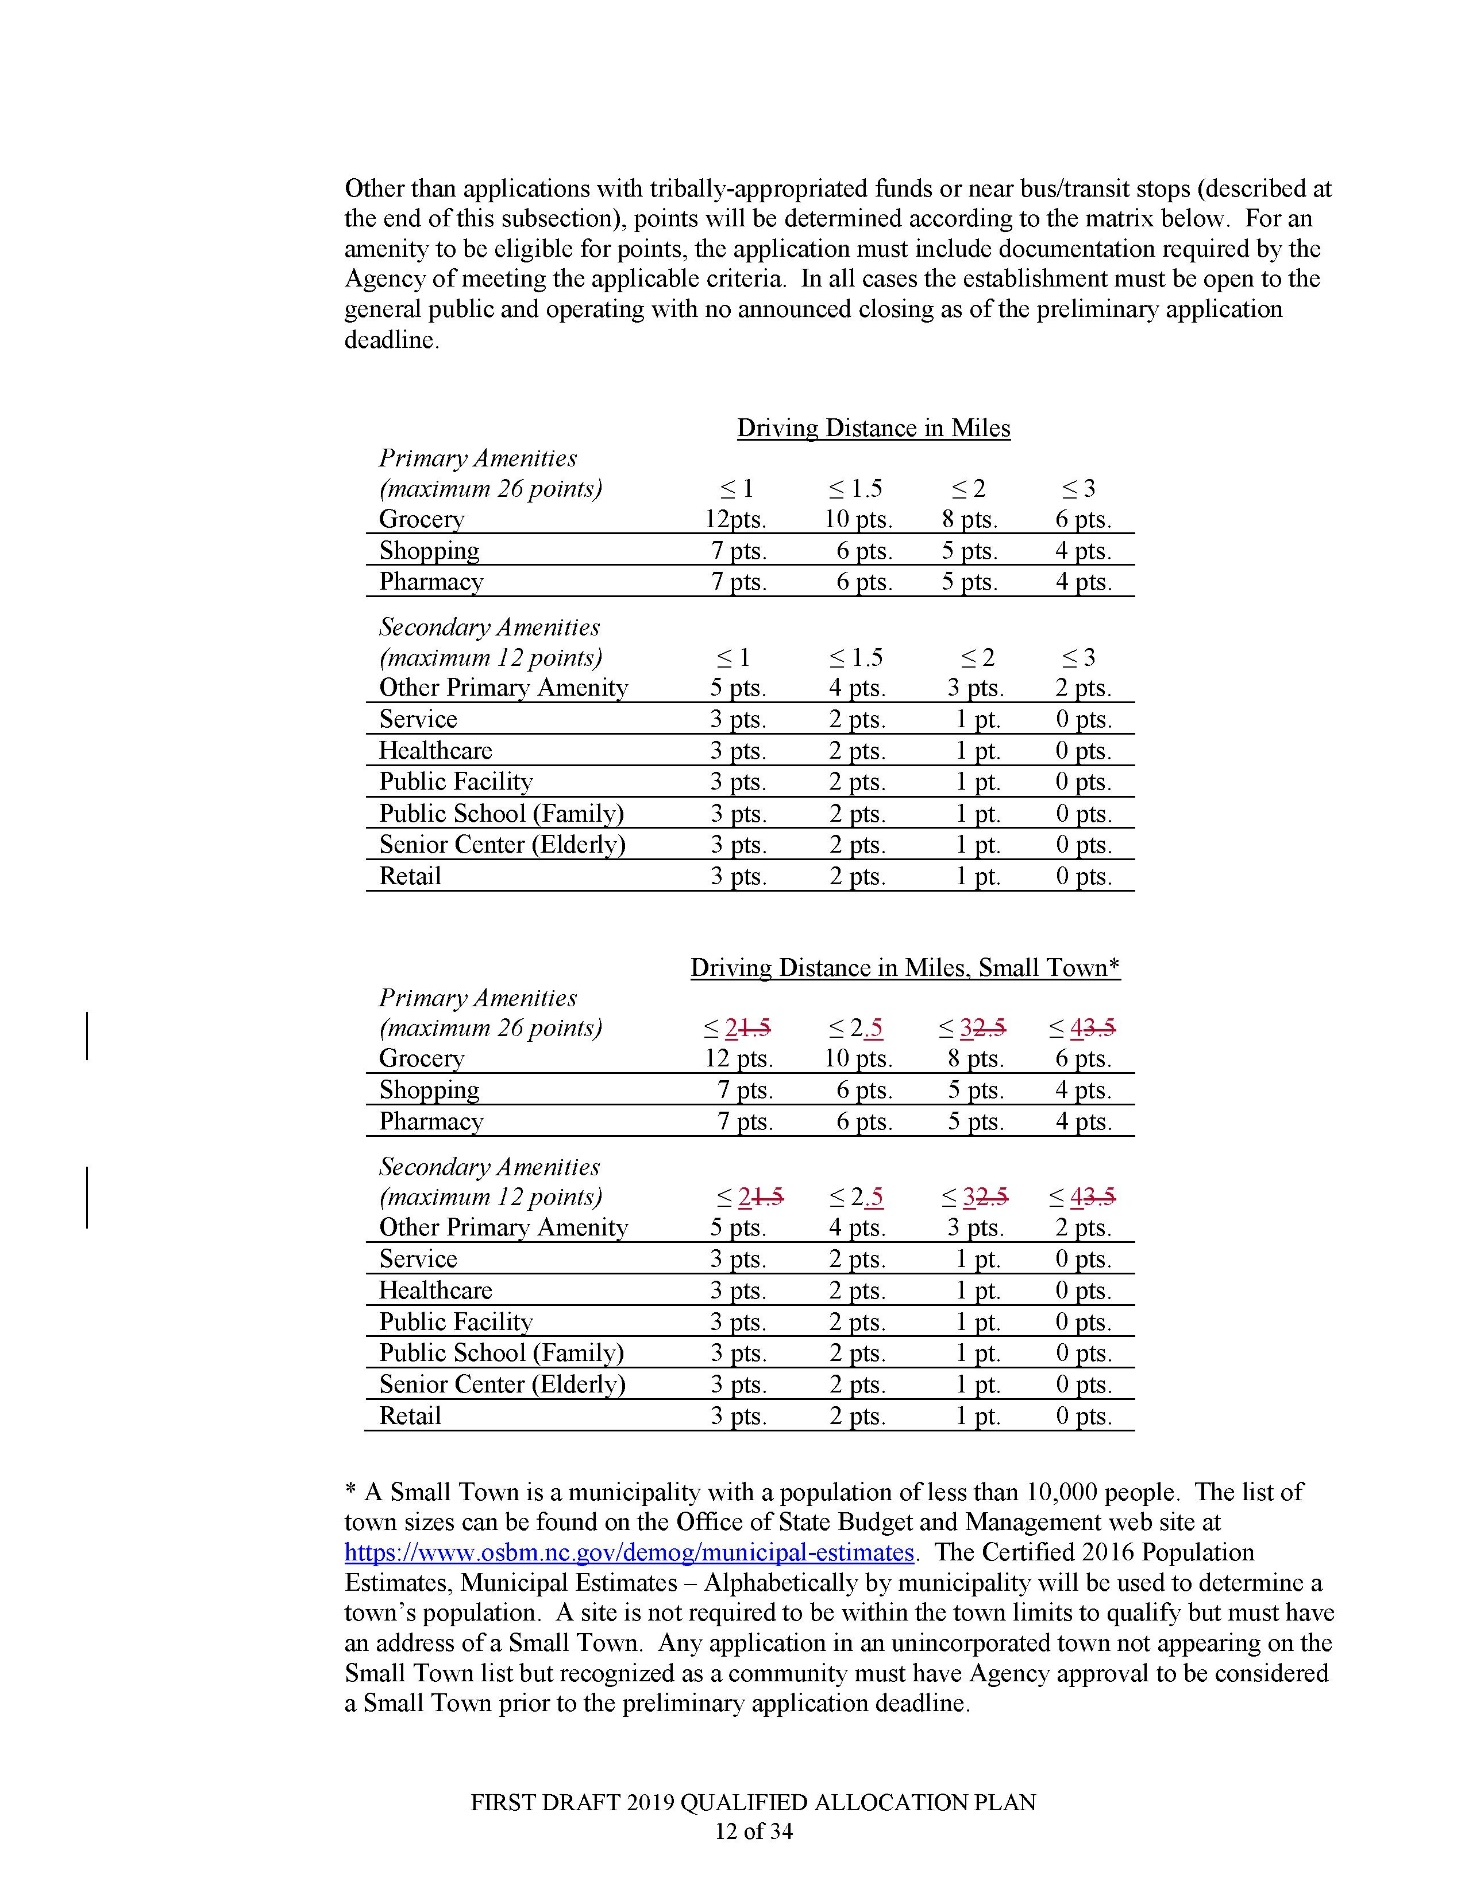 Other than applications with tribally-appropriated funds or near bus/transit stops (described at
the end of this subsection), points will be determined according to the matrix below.  For an
amenity to be eligible for points, the application must include documentation required by the
Agency of meeting the applicable criteria.  In all cases the establishment must be open to the
general public and operating with no announced closing as of the preliminary application
deadline.
Driving Distance in Miles
Primary Amenities
(maximum 26 points) ≤ 1 ≤ 1.5 ≤ 2 ≤ 3
Grocery 12pts. 10 pts. 8 pts. 6 pts.
Shopping 7 pts. 6 pts. 5 pts. 4 pts.
Pharmacy 7 pts. 6 pts. 5 pts. 4 pts.
Secondary Amenities
(maximum 12 points) ≤ 1 ≤ 1.5 ≤ 2 ≤ 3
Other Primary Amenity 5 pts. 4 pts. 3 pts. 2 pts.
Service 3 pts. 2 pts. 1 pt. 0 pts.
Healthcare 3 pts. 2 pts. 1 pt. 0 pts.
Public Facility 3 pts. 2 pts. 1 pt. 0 pts.
Public School (Family) 3 pts. 2 pts. 1 pt. 0 pts.
Senior Center (Elderly) 3 pts. 2 pts. 1 pt. 0 pts.
Retail 3 pts. 2 pts. 1 pt. 0 pts.
Driving Distance in Miles, Small Town*
Primary Amenities
(maximum 26 points) ≤ 21.5 ≤ 2.5 ≤ 32.5 ≤ 43.5
Grocery 12 pts. 10 pts. 8 pts. 6 pts.
Shopping 7 pts. 6 pts. 5 pts. 4 pts.
Pharmacy 7 pts. 6 pts. 5 pts. 4 pts.
Secondary Amenities
(maximum 12 points) ≤ 21.5 ≤ 2.5 ≤ 32.5 ≤ 43.5
Other Primary Amenity 5 pts. 4 pts. 3 pts. 2 pts.
Service 3 pts. 2 pts. 1 pt. 0 pts.
Healthcare 3 pts. 2 pts. 1 pt. 0 pts.
Public Facility 3 pts. 2 pts. 1 pt. 0 pts.
Public School (Family) 3 pts. 2 pts. 1 pt. 0 pts.
Senior Center (Elderly) 3 pts. 2 pts. 1 pt. 0 pts.
Retail 3 pts. 2 pts. 1 pt. 0 pts.
* A Small Town is a municipality with a population of less than 10,000 people.  The list of
town sizes can be found on the Office of State Budget and Management web site at
https://www.osbm.nc.gov/demog/municipal-estimates.  The Certified 2016 Population
Estimates, Municipal Estimates – Alphabetically by municipality will be used to determine a
town’s population.  A site is not required to be within the town limits to qualify but must have
an address of a Small Town.  Any application in an unincorporated town not appearing on the
Small Town list but recognized as a community must have Agency approval to be considered
a Small Town prior to the preliminary application deadline.
FIRST DRAFT 2019 QUALIFIED ALLOCATION PLAN
12 of 34